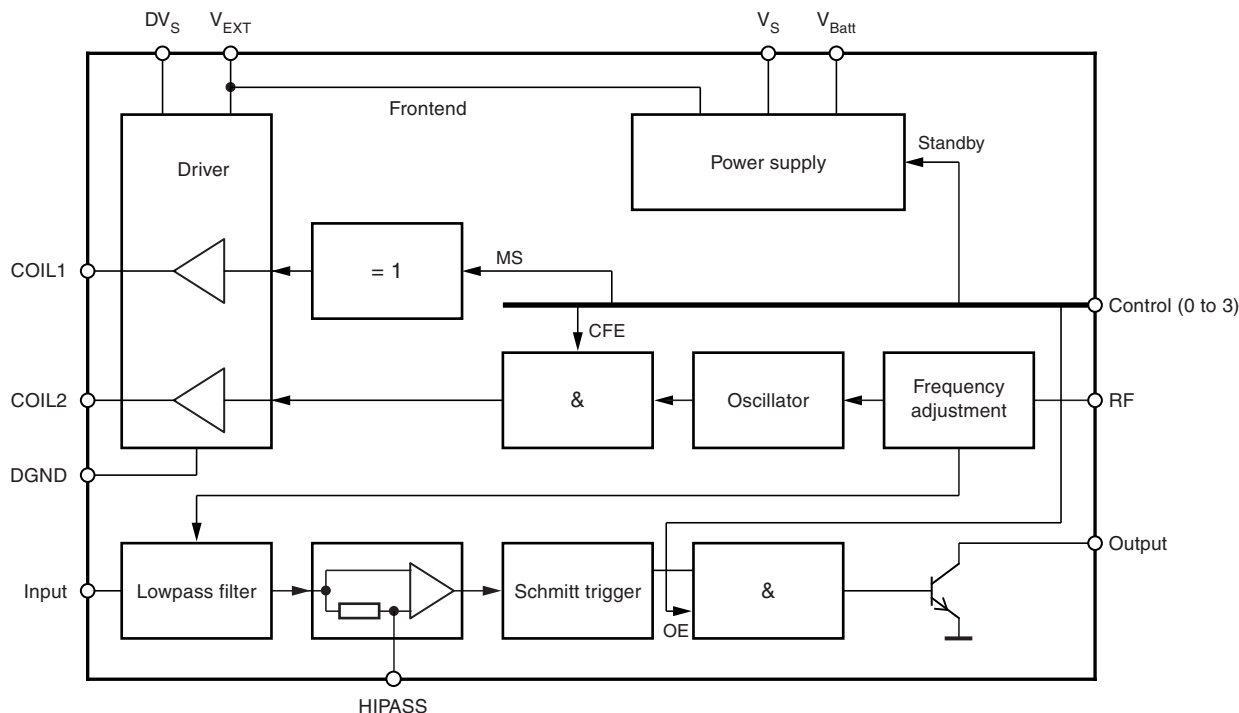 DVS VEXT VS VBatt
Frontend
Driver
Power supply
Standby
COIL1
= 1
MS
Control (0 to 3)
CFE
COIL2
&
Oscillator
Frequency
adjustment
RF
DGND
Output
Input
Lowpass filter
Schmitt trigger
&
OE
HIPASS